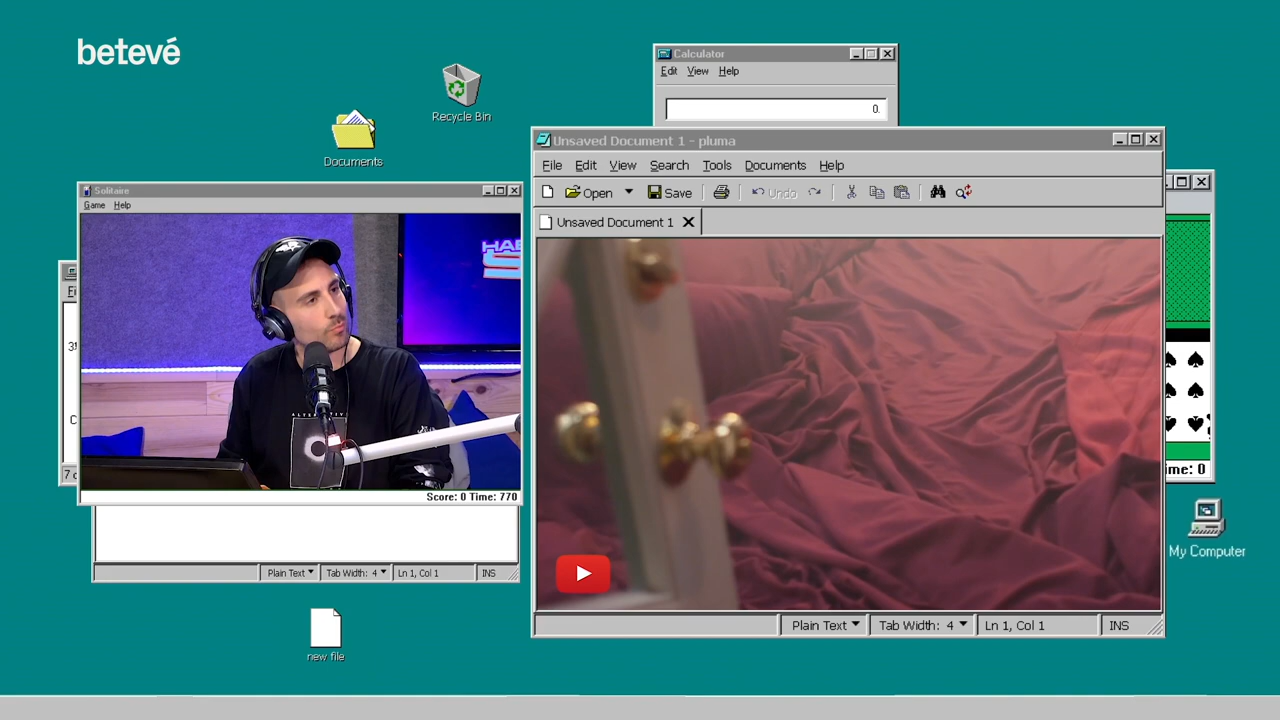 betevé
Recycle Bin
Documents
Calculator
Edit View Help
0.
Unsaved Document 1 - pluma
File Edit View Search Tools Documents Help
Open Save Undo
Unsaved Document 1
Solitaire
Game Help
HAB
S
Score: 0 Time: 770
7
Plain Text Tab Width: 4 Ln 1, Col 1 INS
Plain Text Tab Width: 4 Ln 1, Col 1 INS
me: 0
My Computer
new file